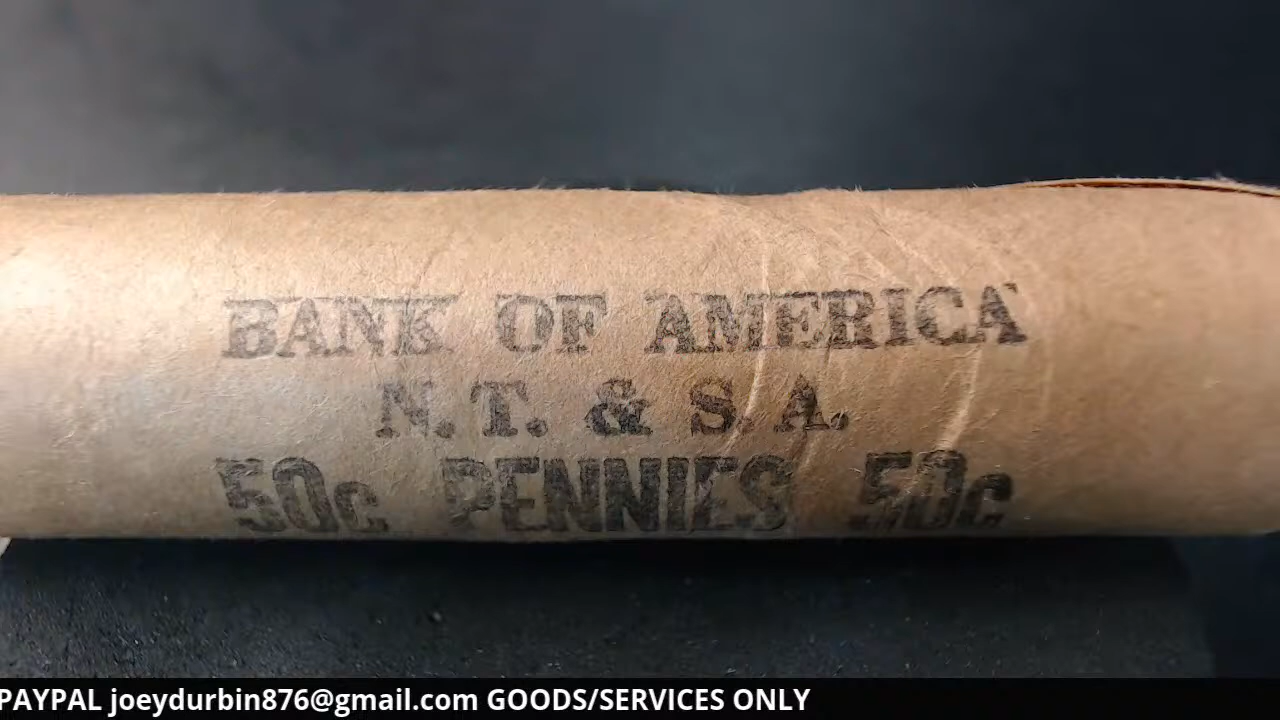 BANK OF AMERICA
N.T. & S.A.
50c PENNIES 50c
PAYPAL joeydurbin876@gmail.com GOODS/SERVICES ONLY